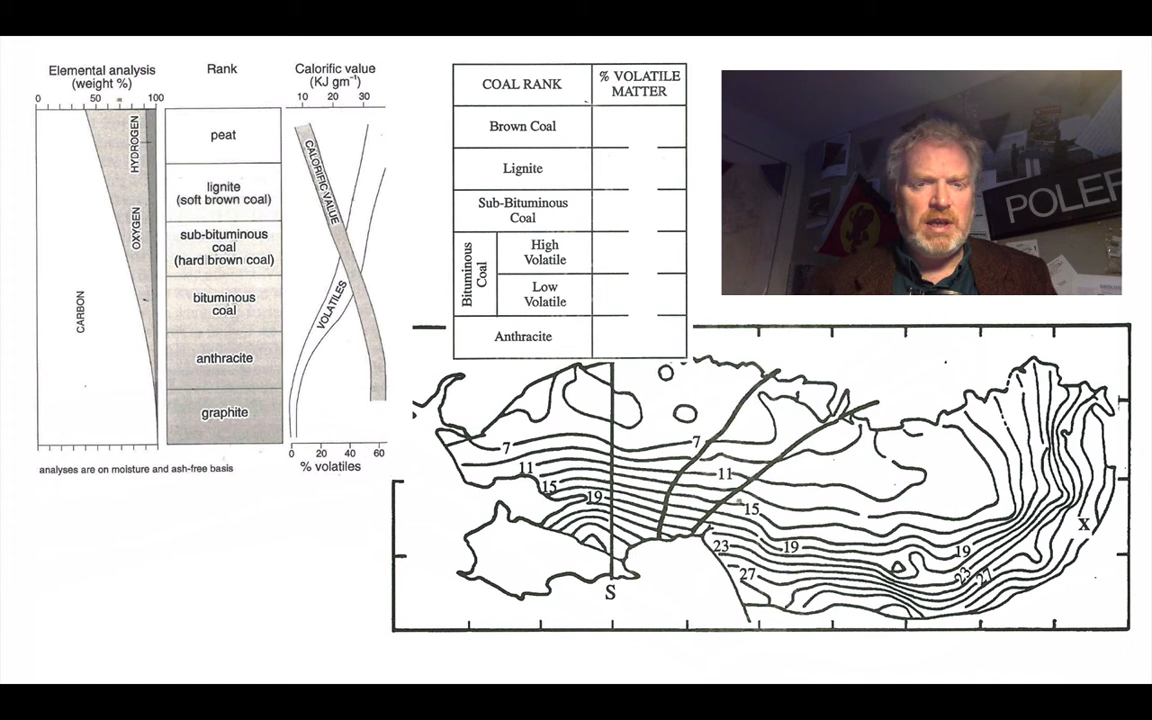 Elemental analysis
(weight %)
0 50 100
Rank
Calorific value
(KJ gm⁻¹)
10 20 30
HYDROGEN
OXYGEN
CARBON
peat
lignite
(soft brown coal)
sub-bituminous
coal
(hard brown coal)
bituminous
coal
anthracite
graphite
CALORIFIC VALUE
VOLATILES
0 20 40 60
% volatiles
analyses are on moisture and ash-free basis
COAL RANK
% VOLATILE
MATTER
Brown Coal
Lignite
Sub-Bituminous
Coal
Bituminous
Coal
High
Volatile
Low
Volatile
Anthracite
POLER
7
7
11
11
15
15
19
19
19
23
23
27
27
X
S